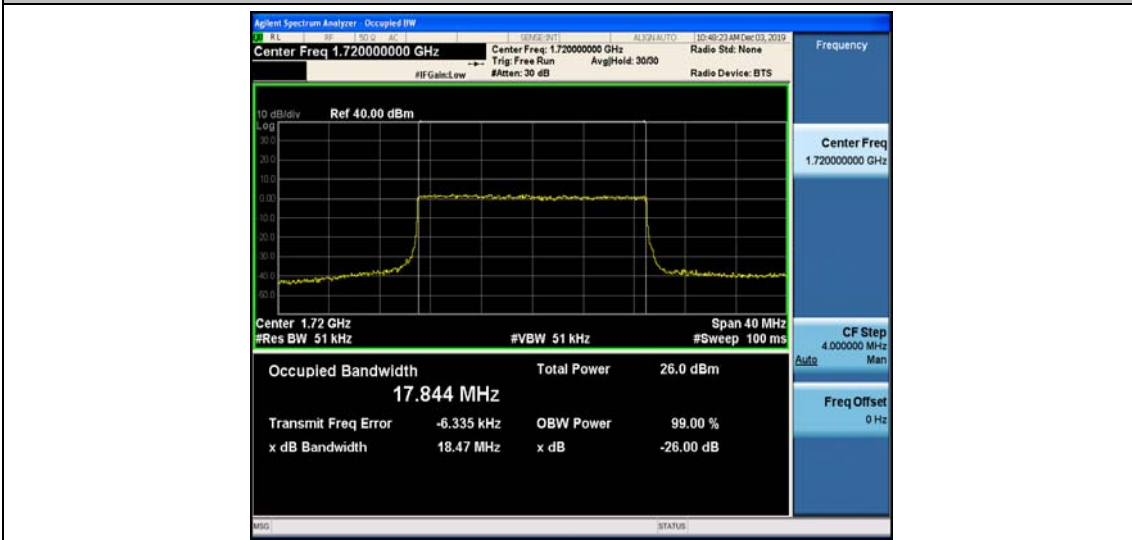 Agilent Spectrum Analyzer - Occupied BW
RL RF 50 Ω AC SENSE:INT ALIGN AUTO 10:48:23 AM Dec 03, 2019
Center Freq 1.720000000 GHz
Center Freq: 1.720000000 GHz
Radio Std: None
Trig: Free Run Avg|Hold: 30/30
#IFGain:Low #Atten: 30 dB Radio Device: BTS
10 dB/div Ref 40.00 dBm
Log
30.0
20.0
10.0
0.00
-10.0
-20.0
-30.0
-40.0
-50.0
Center 1.72 GHz Span 40 MHz
#Res BW 51 kHz #VBW 51 kHz #Sweep 100 ms
Occupied Bandwidth Total Power 26.0 dBm
17.844 MHz
Transmit Freq Error -6.335 kHz OBW Power 99.00 %
x dB Bandwidth 18.47 MHz x dB -26.00 dB
MSG STATUS
Frequency
Center Freq
1.720000000 GHz
CF Step
4.000000 MHz
Auto Man
Freq Offset
0 Hz